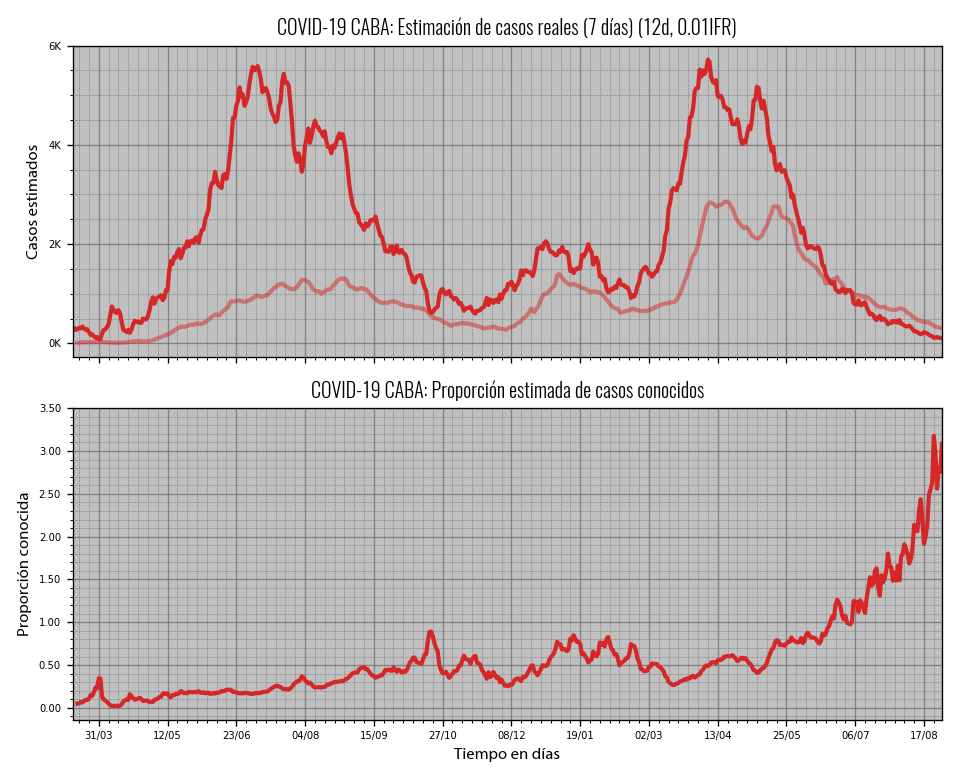 COVID-19 CABA: Estimación de casos reales (7 días) (12d, 0.01IFR)
6K
4K
2K
0K
Casos estimados
COVID-19 CABA: Proporción estimada de casos conocidos
3.50
3.00
2.50
2.00
1.50
1.00
0.50
0.00
Proporción conocida
31/03 12/05 23/06 04/08 15/09 27/10 08/12 19/01 02/03 13/04 25/05 06/07 17/08
Tiempo en días